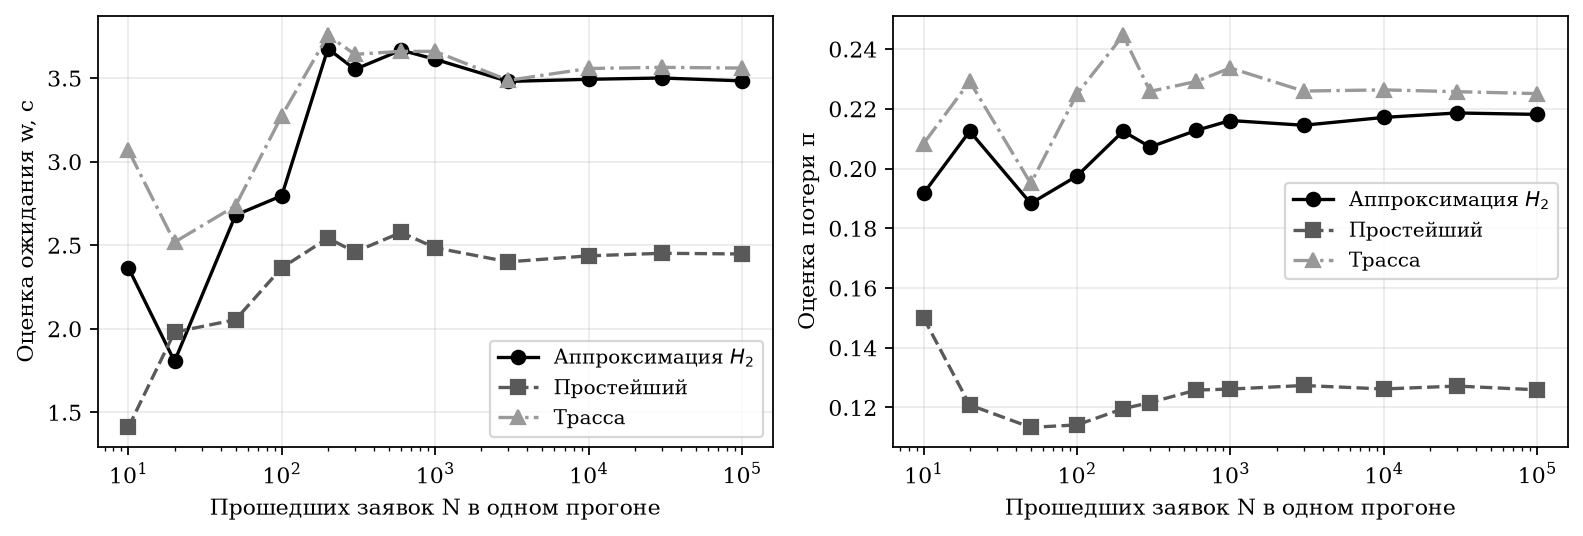 Оценка ожидания w, с
3.5
3.0
2.5
2.0
1.5
10¹ 10² 10³ 10⁴ 10⁵
Прошедших заявок N в одном прогоне
Аппроксимация H₂
Простейший
Трасса
Оценка потери π
0.24
0.22
0.20
0.18
0.16
0.14
0.12
10¹ 10² 10³ 10⁴ 10⁵
Прошедших заявок N в одном прогоне
Аппроксимация H₂
Простейший
Трасса